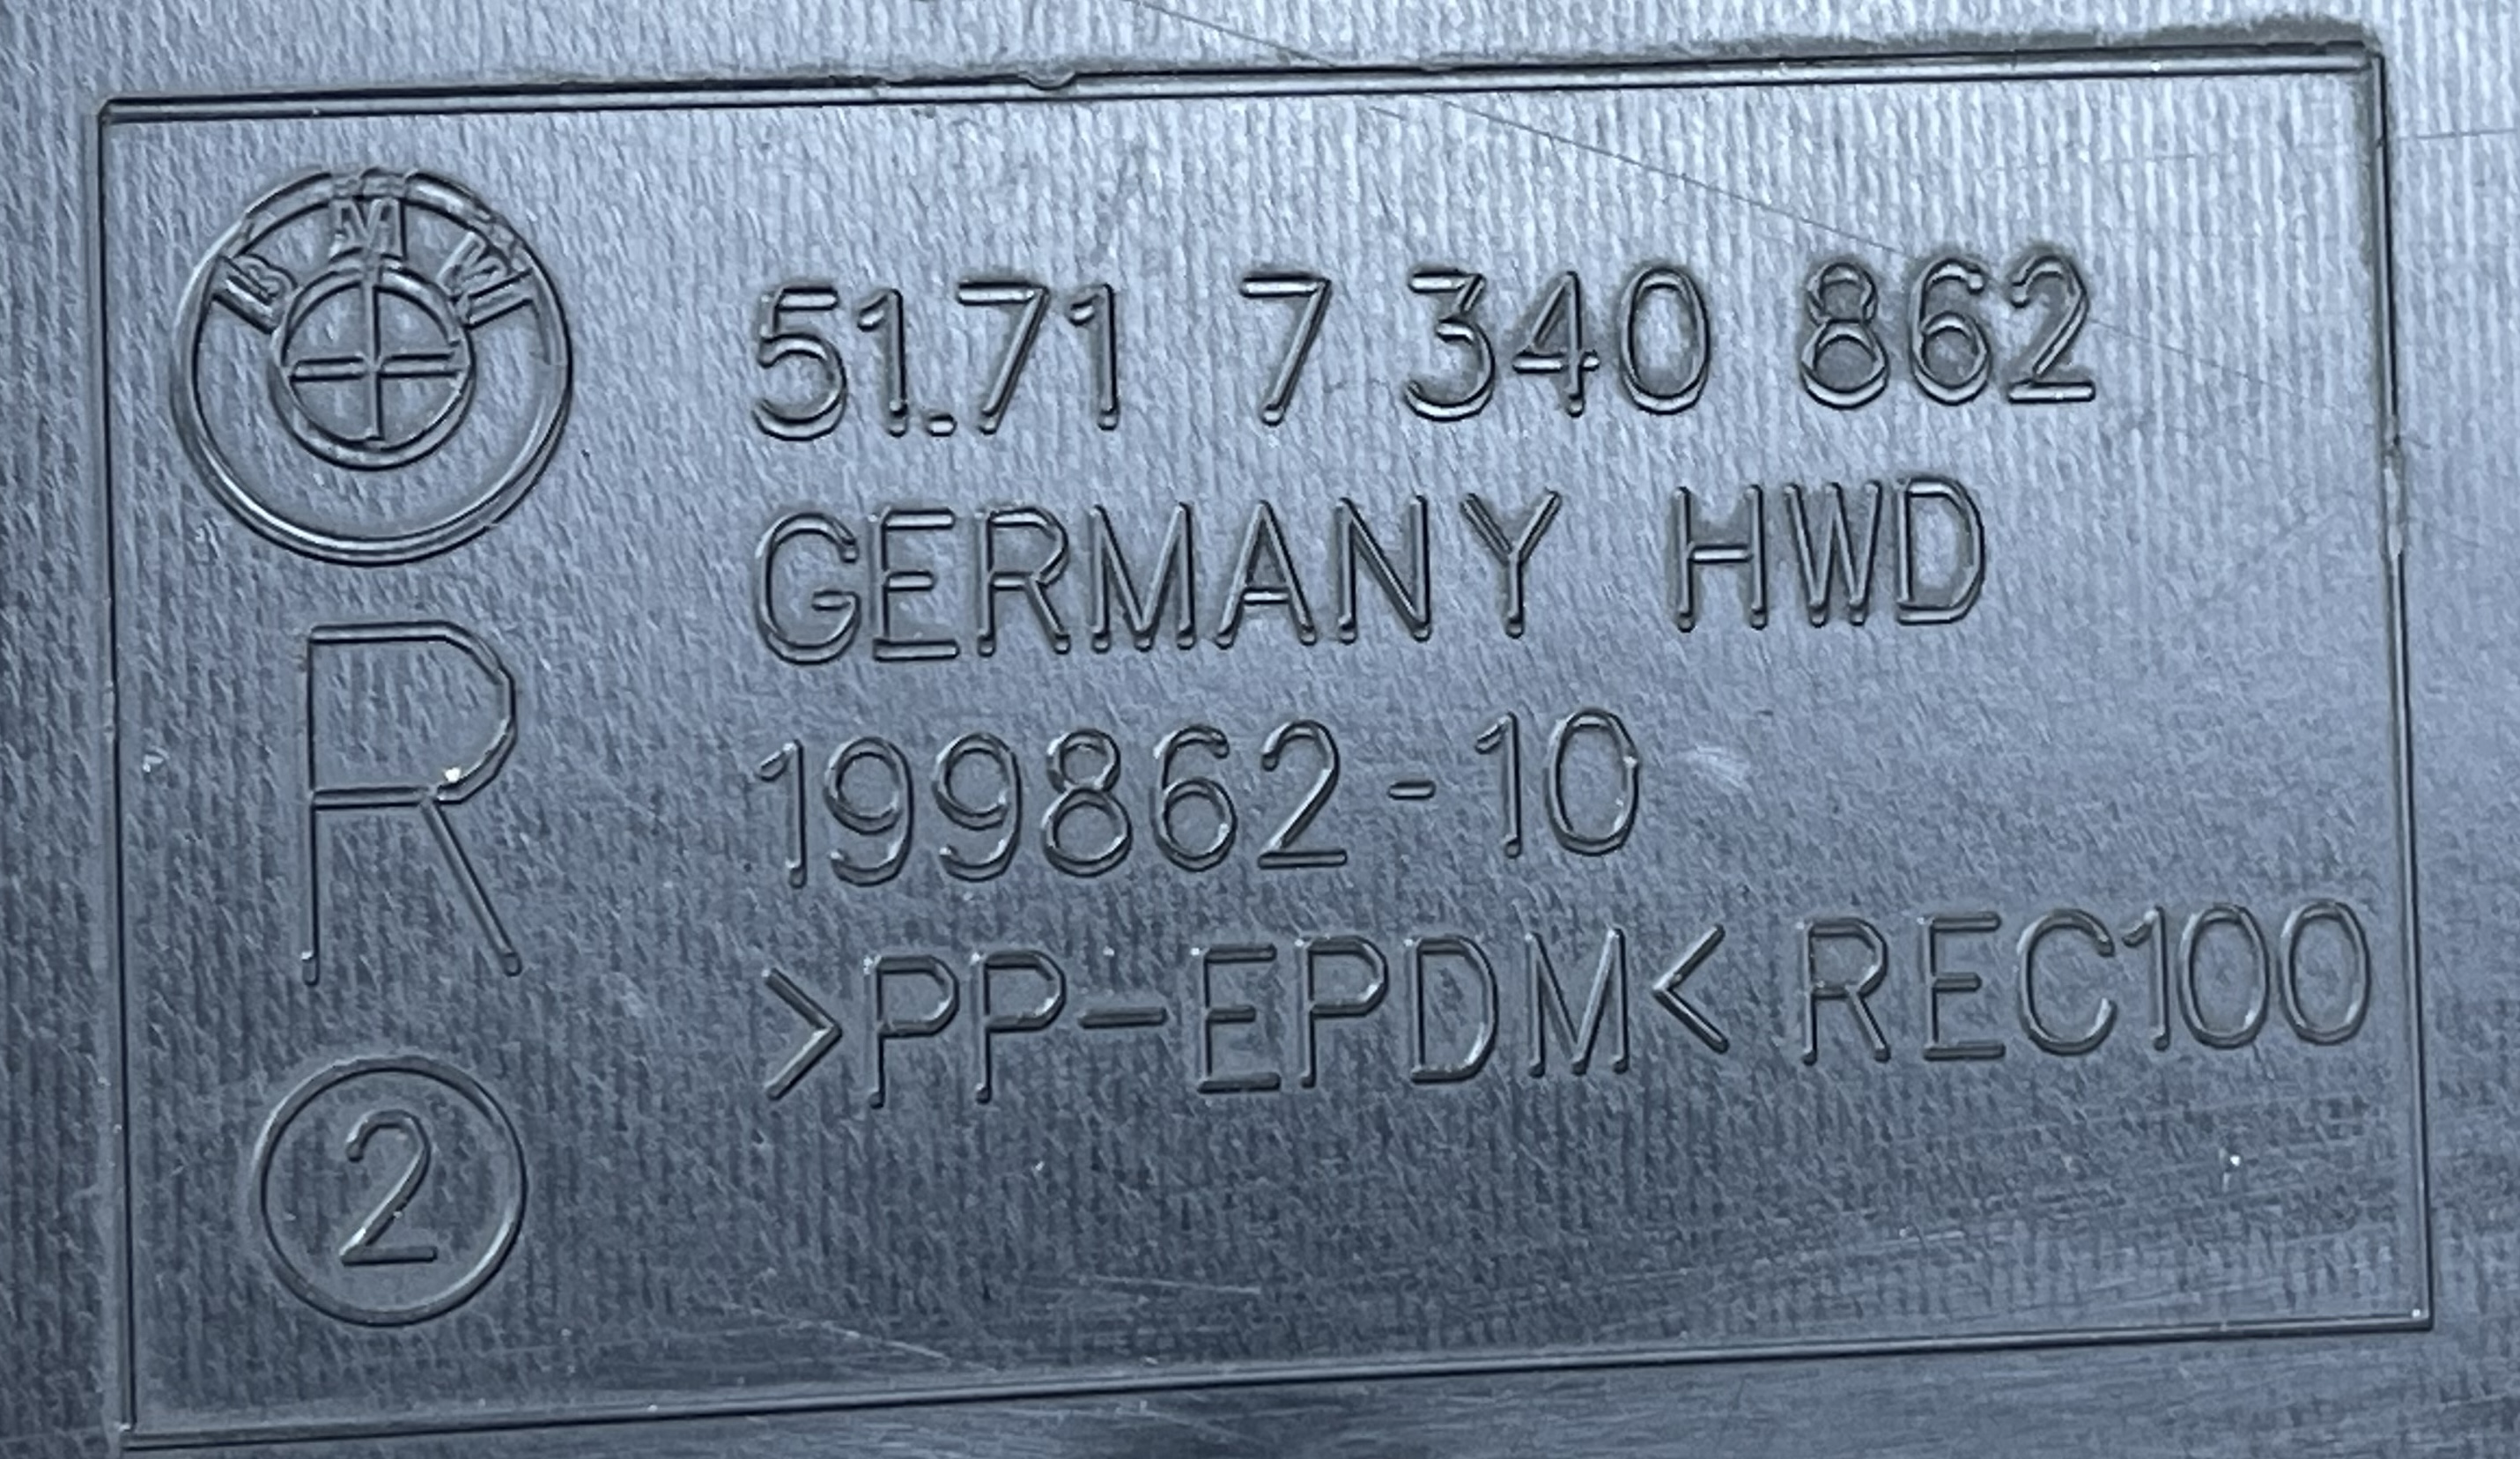 BMW
51.71 7 340 862
GERMANY HWD
R
199862-10
>PP-EPDM< REC100
2